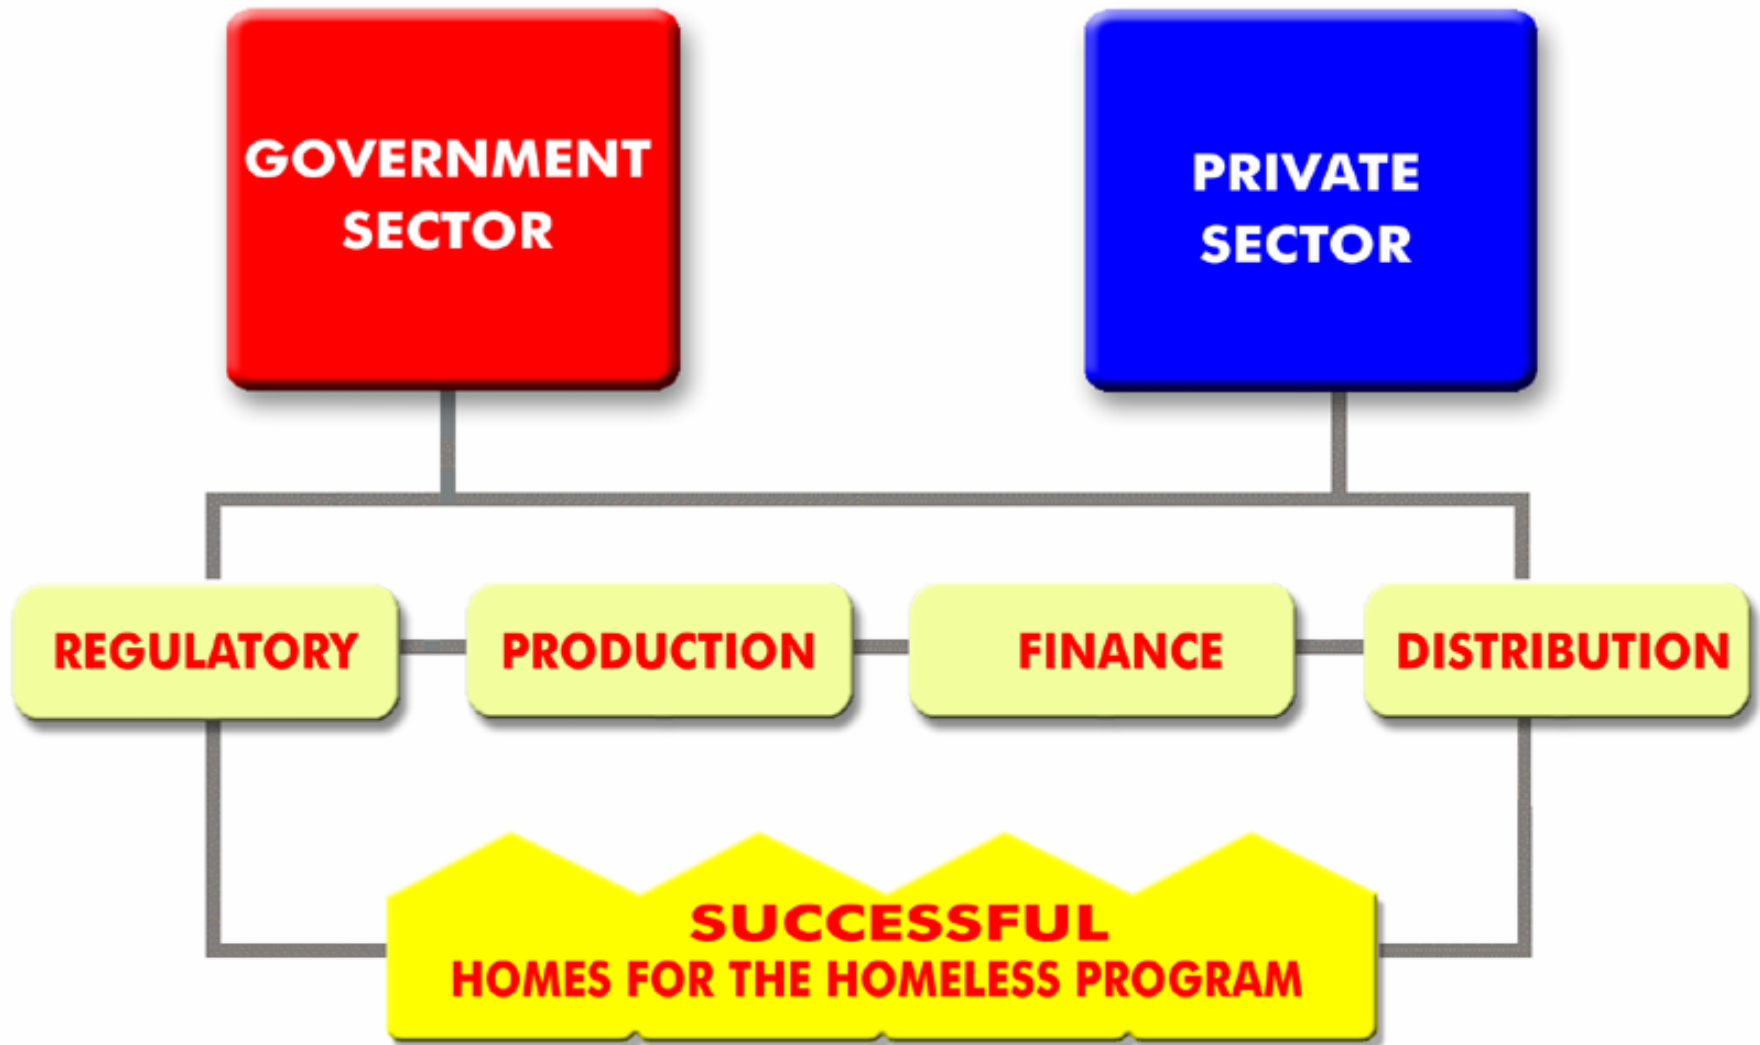 GOVERNMENT
SECTOR
PRIVATE
SECTOR
REGULATORY
PRODUCTION
FINANCE
DISTRIBUTION
SUCCESSFUL
HOMES FOR THE HOMELESS PROGRAM